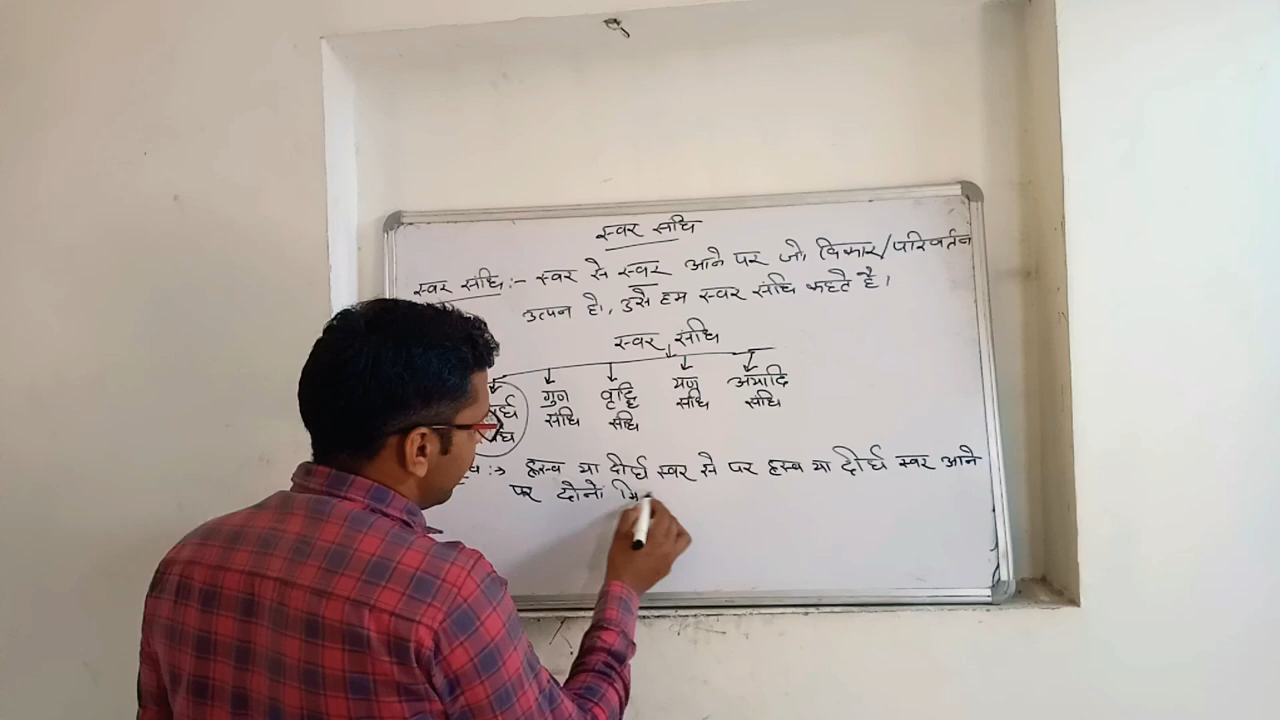 स्वर संधि
स्वर संधि :- स्वर से स्वर आने पर जो विकार/परिवर्तन
उत्पन हो, उसे हम स्वर संधि कहते है।
स्वर संधि
गुण वृद्धि यण अयादि
संधि संधि संधि संधि
ह्रस्व या दीर्घ स्वर से पर ह्रस्व या दीर्घ स्वर आने
पर दोनों मि